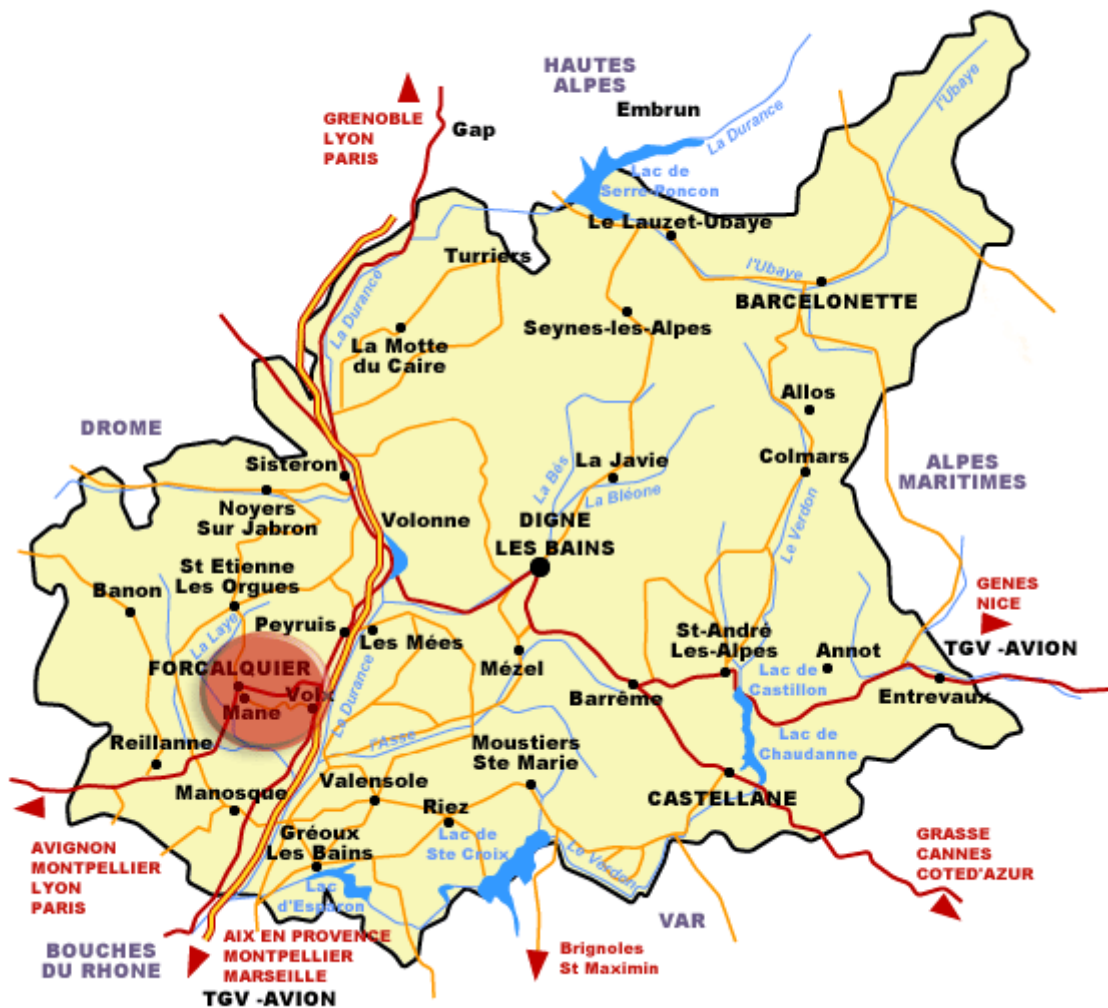 HAUTES
ALPES
Embrun
l'Ubaye
La Durance
GRENOBLE
LYON
PARIS
Gap
Lac de
Serre-Poncon
Le Lauzet-Ubaye
Turriers
l'Ubaye
BARCELONETTE
La Durance
Seynes-les-Alpes
La Motte
du Caire
Allos
DROME
Colmars
ALPES
MARITIMES
Sisteron
La Javie
La Bés
La Bléone
Noyers
Sur Jabron
Volonne
DIGNE
LES BAINS
Le Verdon
St Etienne
Les Orgues
Banon
GENES
NICE
TGV -AVION
La Laye
Peyruis
Les Mées
St-André
Les-Alpes
Annot
Mézel
FORCALQUIER
Lac de
Castillon
Entrevaux
Mane
Volx
La Durance
Barrême
Reillanne
l'Asse
Moustiers
Ste Marie
Lac de
Chaudanne
Manosque
Valensole
Riez
CASTELLANE
Gréoux
Les Bains
Lac de
Ste Croix
Le Verdon
AVIGNON
MONTPELLIER
LYON
PARIS
GRASSE
CANNES
COTED'AZUR
Lac
d'Esparon
VAR
BOUCHES
DU RHONE
AIX EN PROVENCE
MONTPELLIER
MARSEILLE
TGV -AVION
Brignoles
St Maximin